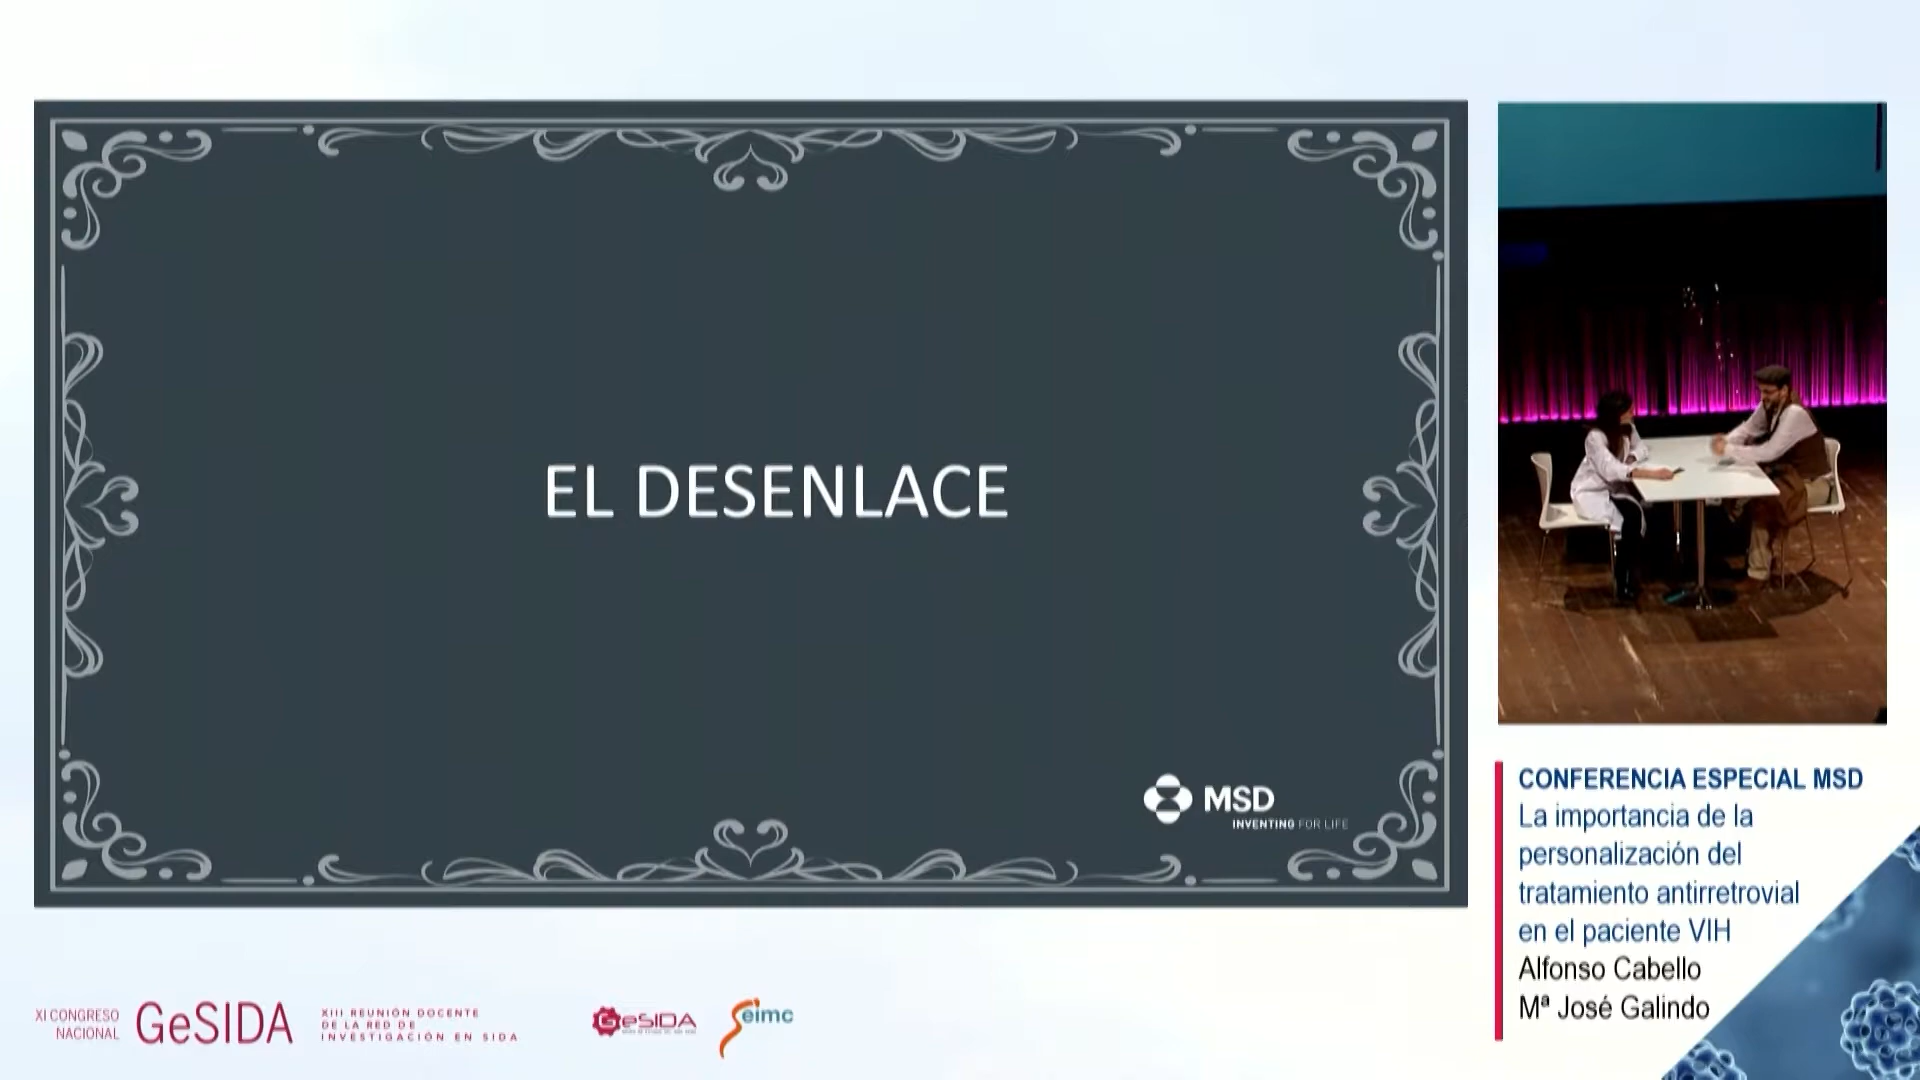 EL DESENLACE
MSD
INVENTING FOR LIFE
CONFERENCIA ESPECIAL MSD
La importancia de la
personalización del
tratamiento antirretrovial
en el paciente VIH
Alfonso Cabello
Mª José Galindo
XI CONGRESO
NACIONAL
GeSIDA
XIII REUNIÓN DOCENTE
DE LA RED DE
INVESTIGACIÓN EN SIDA
GeSIDA
Seimc